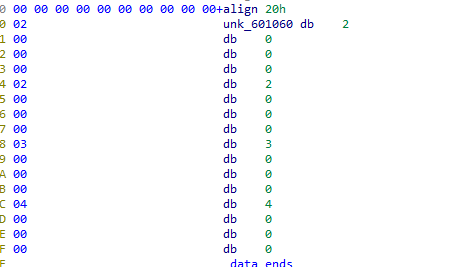 00 00 00 00 00 00 00 00 00 00+align 20h
0 02 unk_601060 db 2
1 00 db 0
2 00 db 0
3 00 db 0
4 02 db 2
5 00 db 0
6 00 db 0
7 00 db 0
8 03 db 3
9 00 db 0
A 00 db 0
B 00 db 0
C 04 db 4
D 00 db 0
E 00 db 0
F 00 db 0
_data ends